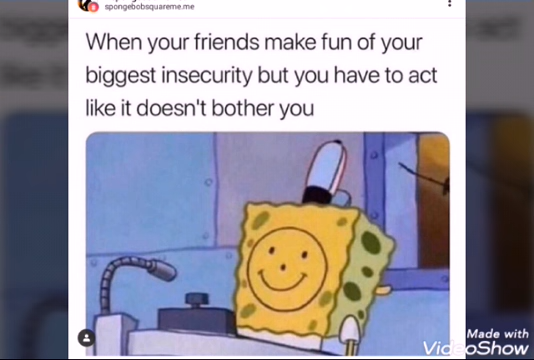 spongebobsquareme.me
When your friends make fun of your
biggest insecurity but you have to act
like it doesn't bother you
Made with
VideoShow